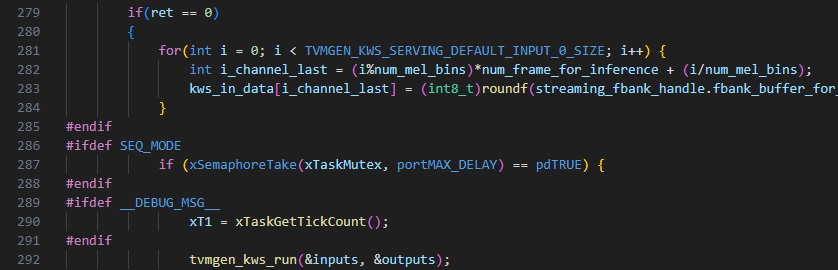 279 if(ret == 0)
280 {
281 for(int i = 0; i < TVMGEN_KWS_SERVING_DEFAULT_INPUT_0_SIZE; i++) {
282 int i_channel_last = (i%num_mel_bins)*num_frame_for_inference + (i/num_mel_bins);
283 kws_in_data[i_channel_last] = (int8_t)roundf(streaming_fbank_handle.fbank_buffer_for_
284 }
285 #endif
286 #ifdef SEQ_MODE
287 if (xSemaphoreTake(xTaskMutex, portMAX_DELAY) == pdTRUE) {
288 #endif
289 #ifdef __DEBUG_MSG__
290 xT1 = xTaskGetTickCount();
291 #endif
292 tvmgen_kws_run(&inputs, &outputs);